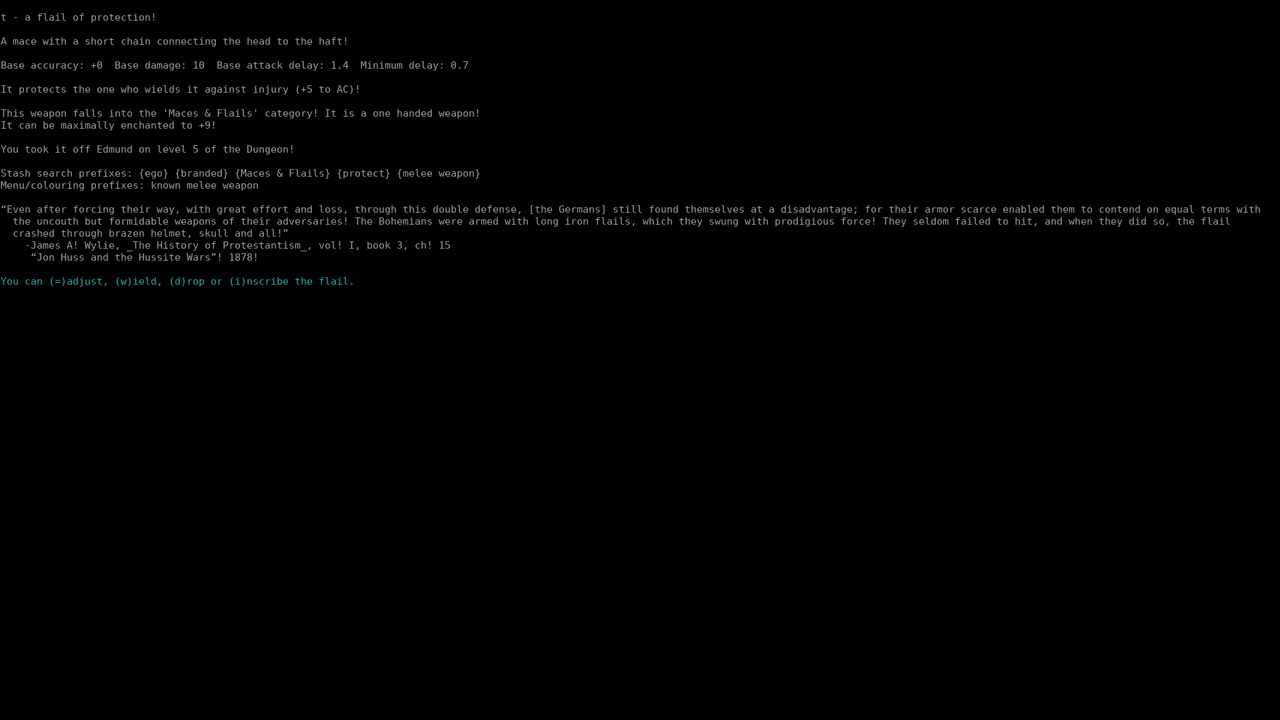 t - a flail of protection!
A mace with a short chain connecting the head to the haft!
Base accuracy: +0  Base damage: 10  Base attack delay: 1.4  Minimum delay: 0.7
It protects the one who wields it against injury (+5 to AC)!
This weapon falls into the 'Maces & Flails' category! It is a one handed weapon!
It can be maximally enchanted to +9!
You took it off Edmund on level 5 of the Dungeon!
Stash search prefixes: {ego} {branded} {Maces & Flails} {protect} {melee weapon}
Menu/colouring prefixes: known melee weapon
“Even after forcing their way, with great effort and loss, through this double defense, [the Germans] still found themselves at a disadvantage; for their armor scarce enabled them to contend on equal terms with
the uncouth but formidable weapons of their adversaries! The Bohemians were armed with long iron flails, which they swung with prodigious force! They seldom failed to hit, and when they did so, the flail
crashed through brazen helmet, skull and all!”
-James A! Wylie, _The History of Protestantism_, vol! I, book 3, ch! 15
“Jon Huss and the Hussite Wars”! 1878!
You can (=)adjust, (w)ield, (d)rop or (i)nscribe the flail.